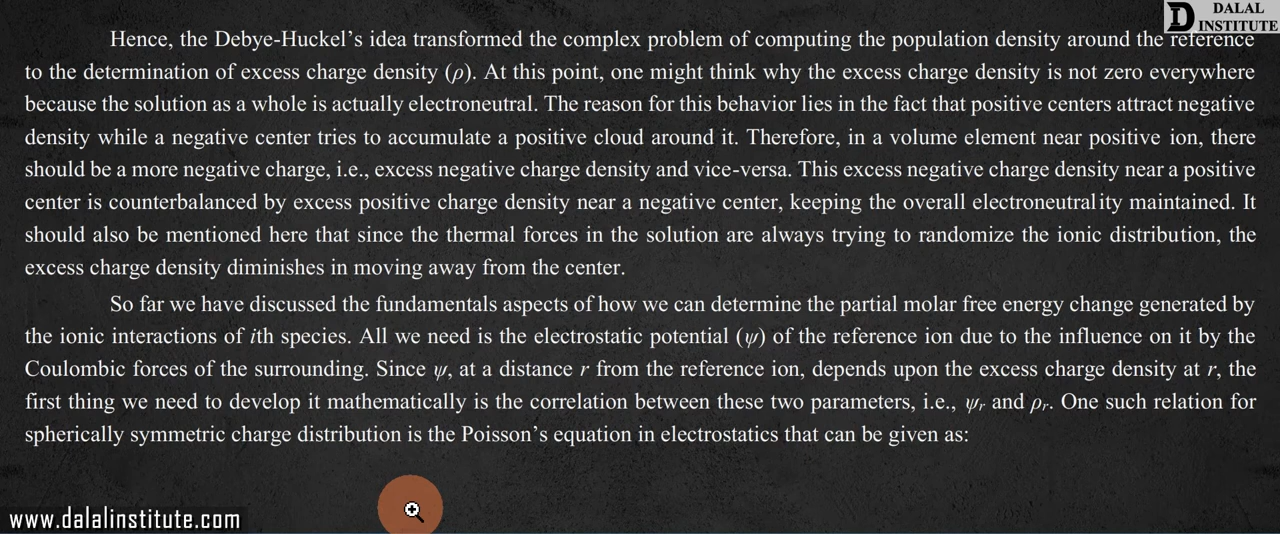 DALAL
INSTITUTE
Hence, the Debye-Huckel’s idea transformed the complex problem of computing the population density around the reference
to the determination of excess charge density (ρ). At this point, one might think why the excess charge density is not zero everywhere
because the solution as a whole is actually electroneutral. The reason for this behavior lies in the fact that positive centers attract negative
density while a negative center tries to accumulate a positive cloud around it. Therefore, in a volume element near positive ion, there
should be a more negative charge, i.e., excess negative charge density and vice-versa. This excess negative charge density near a positive
center is counterbalanced by excess positive charge density near a negative center, keeping the overall electroneutrality maintained. It
should also be mentioned here that since the thermal forces in the solution are always trying to randomize the ionic distribution, the
excess charge density diminishes in moving away from the center.
So far we have discussed the fundamentals aspects of how we can determine the partial molar free energy change generated by
the ionic interactions of ith species. All we need is the electrostatic potential (ψ) of the reference ion due to the influence on it by the
Coulombic forces of the surrounding. Since ψ, at a distance r from the reference ion, depends upon the excess charge density at r, the
first thing we need to develop it mathematically is the correlation between these two parameters, i.e., ψr and ρr. One such relation for
spherically symmetric charge distribution is the Poisson’s equation in electrostatics that can be given as:
www.dalalinstitute.com